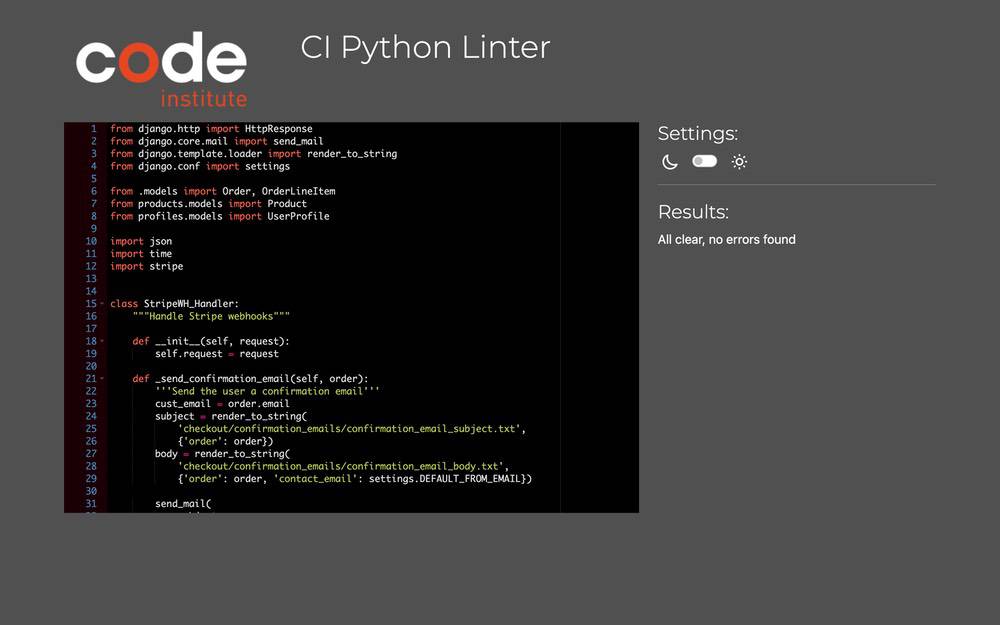 code
institute
CI Python Linter
1 from django.http import HttpResponse
2 from django.core.mail import send_mail
3 from django.template.loader import render_to_string
4 from django.conf import settings
5
6 from .models import Order, OrderLineItem
7 from products.models import Product
8 from profiles.models import UserProfile
9
10 import json
11 import time
12 import stripe
13
14
15 class StripeWH_Handler:
16     """Handle Stripe webhooks"""
17
18     def __init__(self, request):
19         self.request = request
20
21     def _send_confirmation_email(self, order):
22         '''Send the user a confirmation email'''
23         cust_email = order.email
24         subject = render_to_string(
25             'checkout/confirmation_emails/confirmation_email_subject.txt',
26             {'order': order})
27         body = render_to_string(
28             'checkout/confirmation_emails/confirmation_email_body.txt',
29             {'order': order, 'contact_email': settings.DEFAULT_FROM_EMAIL})
30
31         send_mail(
Settings:
Results:
All clear, no errors found